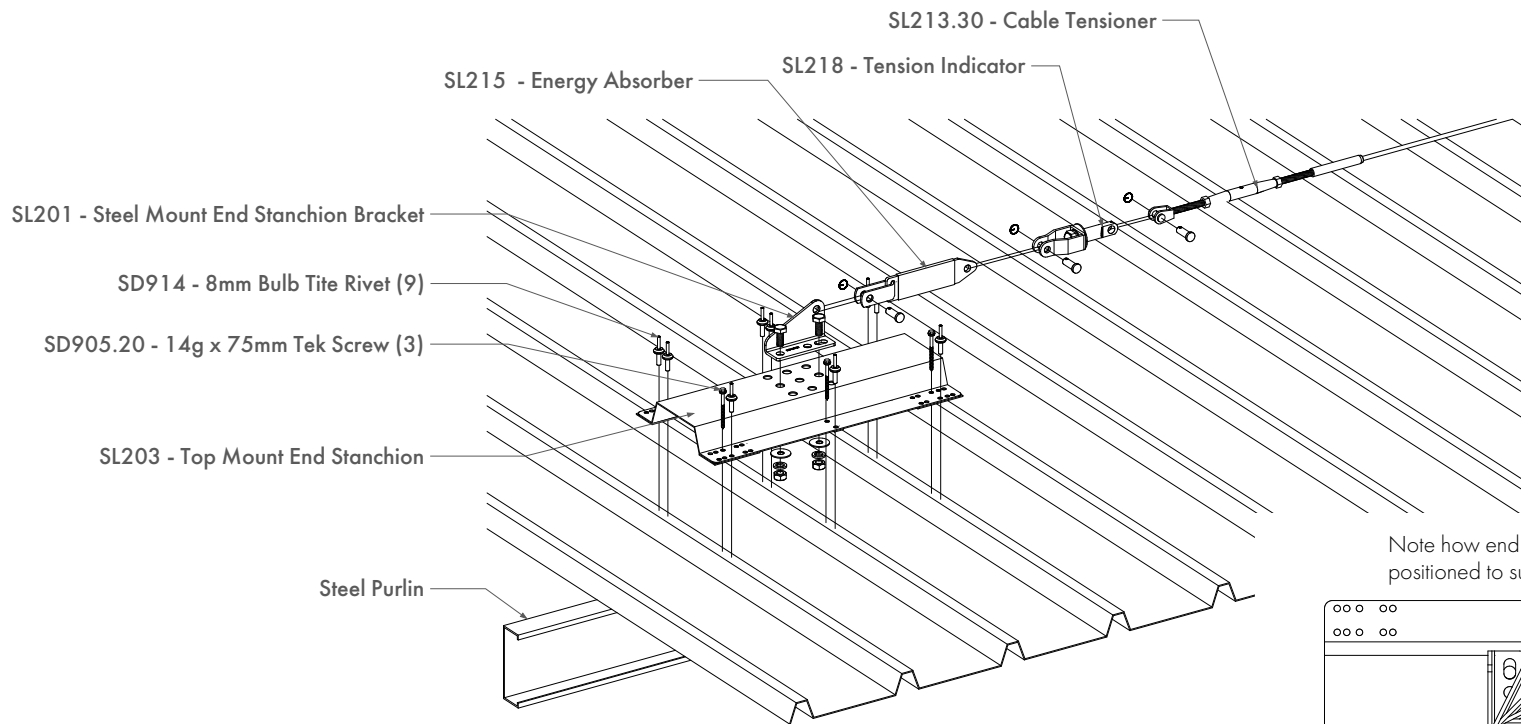 SL213.30 - Cable Tensioner
SL218 - Tension Indicator
SL215 - Energy Absorber
SL201 - Steel Mount End Stanchion Bracket
SD914 - 8mm Bulb Tite Rivet (9)
SD905.20 - 14g x 75mm Tek Screw (3)
SL203 - Top Mount End Stanchion
Steel Purlin
Note how end
positioned to